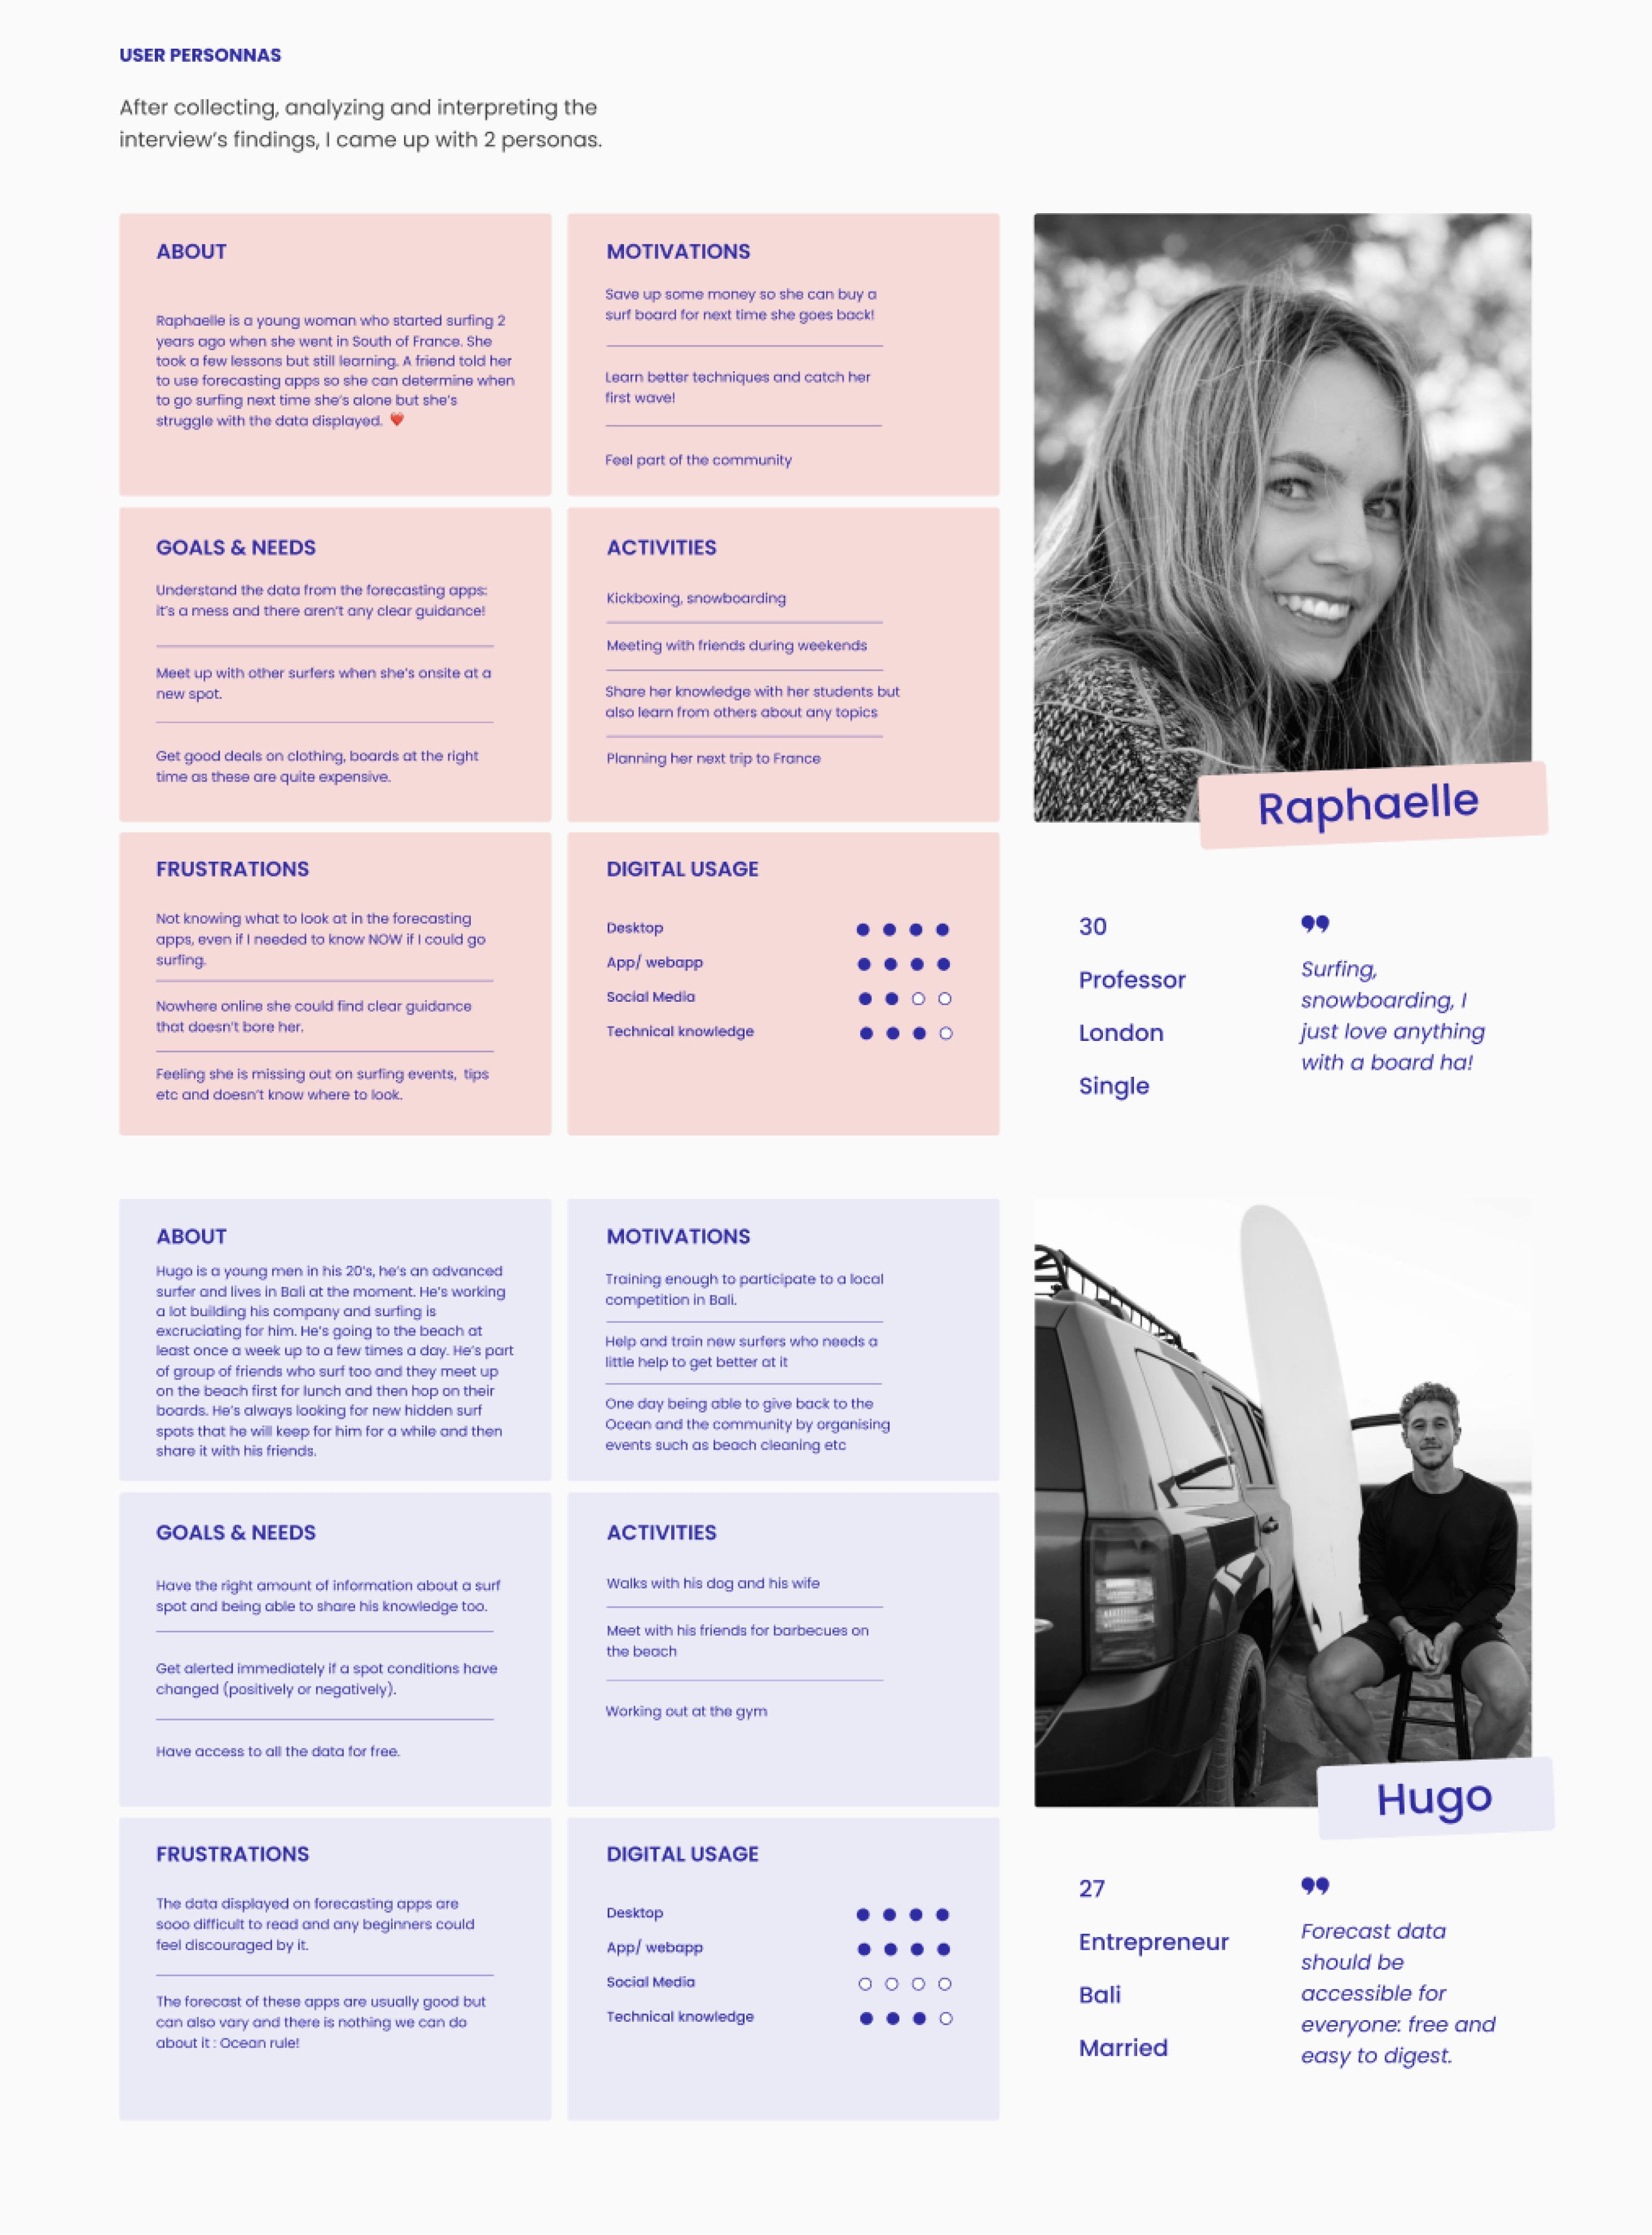 USER PERSONNAS
After collecting, analyzing and interpreting the
interview's findings, I came up with 2 personas.
ABOUT
Raphaelle is a young woman who started surfing 2
years ago when she went in South of France. She
took a few lessons but still learning. A friend told her
to use forecasting apps so she can determine when
to go surfing next time she's alone but she's
struggle with the data displayed. ❤️
MOTIVATIONS
Save up some money so she can buy a
surf board for next time she goes back!
Learn better techniques and catch her
first wave!
Feel part of the community
GOALS & NEEDS
Understand the data from the forecasting apps:
it's a mess and there aren't any clear guidance!
Meet up with other surfers when she's onsite at a
new spot.
Get good deals on clothing, boards at the right
time as these are quite expensive.
ACTIVITIES
Kickboxing, snowboarding
Meeting with friends during weekends
Share her knowledge with her students but
also learn from others about any topics
Planning her next trip to France
Raphaelle
FRUSTRATIONS
Not knowing what to look at in the forecasting
apps, even if I needed to know NOW if I could go
surfing.
Nowhere online she could find clear guidance
that doesn't bore her.
Feeling she is missing out on surfing events, tips
etc and doesn't know where to look.
DIGITAL USAGE
Desktop
App/ webapp
Social Media
Technical knowledge
30
Professor
London
Single
❟❟
Surfing,
snowboarding, I
just love anything
with a board ha!
ABOUT
Hugo is a young men in his 20's, he's an advanced
surfer and lives in Bali at the moment. He's working
a lot building his company and surfing is
excruciating for him. He's going to the beach at
least once a week up to a few times a day. He's part
of group of friends who surf too and they meet up
on the beach first for lunch and then hop on their
boards. He's always looking for new hidden surf
spots that he will keep for him for a while and then
share it with his friends.
MOTIVATIONS
Training enough to participate to a local
competition in Bali.
Help and train new surfers who needs a
little help to get better at it
One day being able to give back to the
Ocean and the community by organising
events such as beach cleaning etc
GOALS & NEEDS
Have the right amount of information about a surf
spot and being able to share his knowledge too.
Get alerted immediately if a spot conditions have
changed (positively or negatively).
Have access to all the data for free.
ACTIVITIES
Walks with his dog and his wife
Meet with his friends for barbecues on
the beach
Working out at the gym
Hugo
FRUSTRATIONS
The data displayed on forecasting apps are
sooo difficult to read and any beginners could
feel discouraged by it.
The forecast of these apps are usually good but
can also vary and there is nothing we can do
about it : Ocean rule!
DIGITAL USAGE
Desktop
App/ webapp
Social Media
Technical knowledge
27
Entrepreneur
Bali
Married
❟❟
Forecast data
should be
accessible for
everyone: free and
easy to digest.